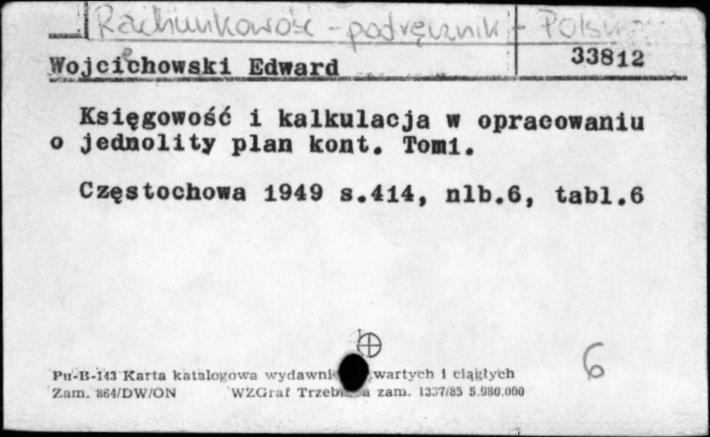 Rachunkowość - podręcznik - Polska
Wojciechowski Edward
33812
Księgowość i kalkulacja w opracowaniu
o jednolity plan kont. Tom1.
Częstochowa 1949 s.414, nlb.6, tabl.6
6
Pu-B-143 Karta katalogowa wydawni wartych i ciągłych
Zam. 864/DW/ON WZGraf Trzebi a zam. 1337/85 5.980.000